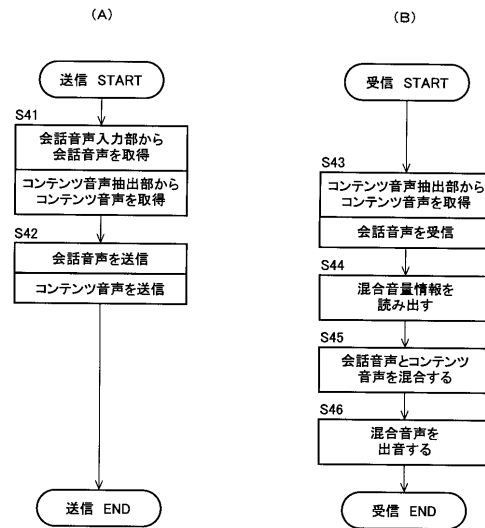 (A)
送信 START
S41
会話音声入力部から
会話音声を取得
コンテンツ音声抽出部から
コンテンツ音声を取得
S42
会話音声を送信
コンテンツ音声を送信
送信 END
(B)
受信 START
S43
コンテンツ音声抽出部から
コンテンツ音声を取得
会話音声を受信
S44
混合音量情報を
読み出す
S45
会話音声とコンテンツ
音声を混合する
S46
混合音声を
出音する
受信 END